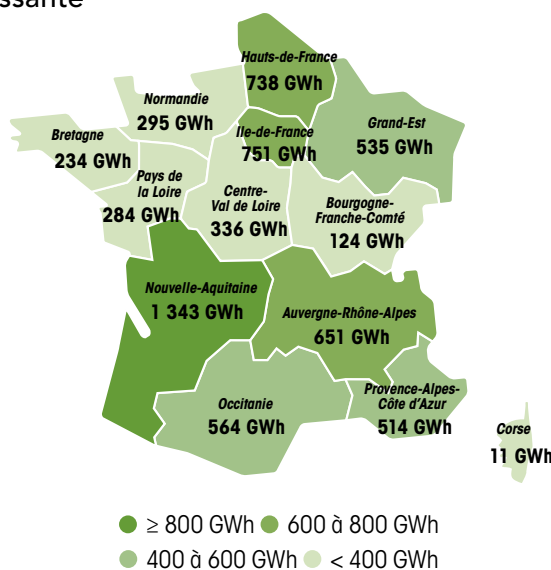 ssante
Hauts-de-France
738 GWh
Normandie
295 GWh
Ile-de-France
751 GWh
Grand-Est
535 GWh
Bretagne
234 GWh
Pays de
la Loire
284 GWh
Centre-
Val de Loire
336 GWh
Bourgogne-
Franche-Comté
124 GWh
Nouvelle-Aquitaine
1 343 GWh
Auvergne-Rhône-Alpes
651 GWh
Occitanie
564 GWh
Provence-Alpes-
Côte d'Azur
514 GWh
Corse
11 GWh
≥ 800 GWh
600 à 800 GWh
400 à 600 GWh
< 400 GWh